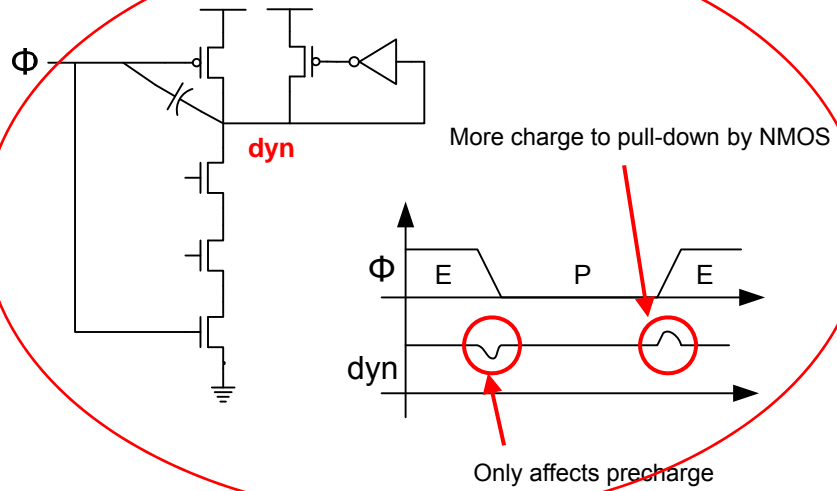 Φ
dyn
More charge to pull-down by NMOS
Φ
E
P
E
dyn
Only affects precharge